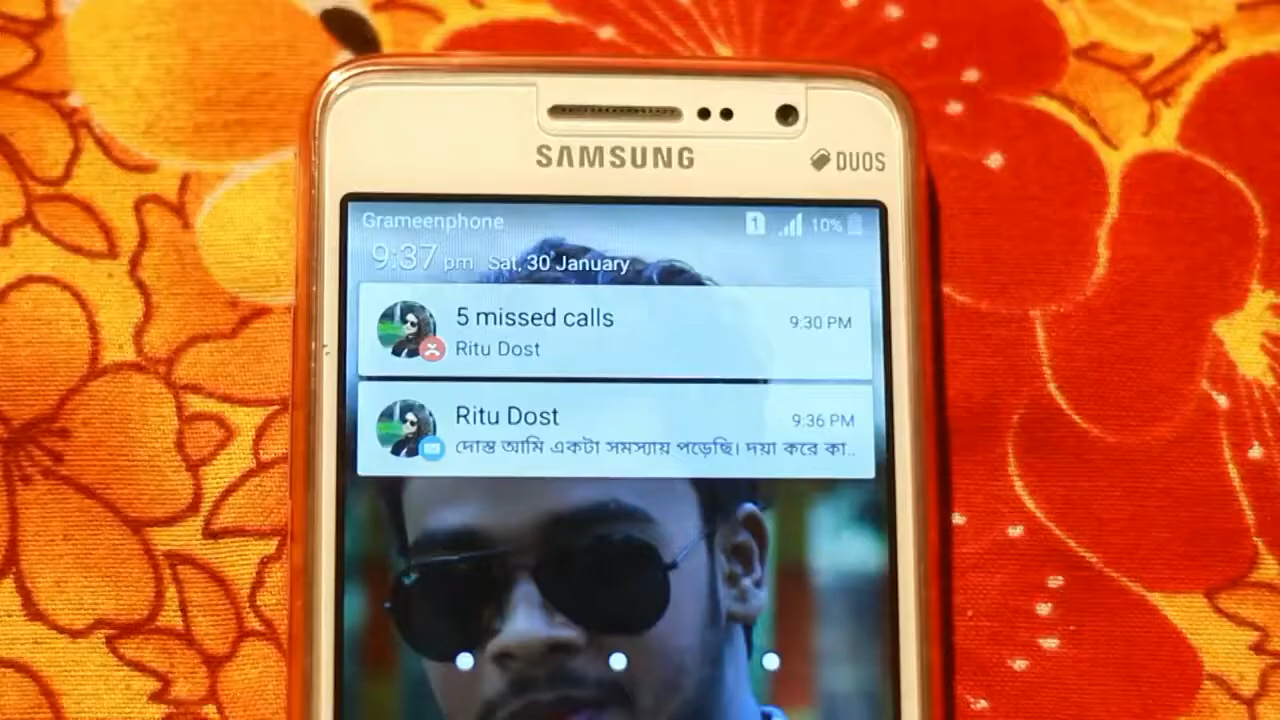 SAMSUNG
DUOS
Grameenphone
1
10%
9:37 pm Sat, 30 January
5 missed calls
9:30 PM
Ritu Dost
Ritu Dost
9:36 PM
দোস্ত আমি একটা সমস্যায় পড়েছি। দয়া করে কা..